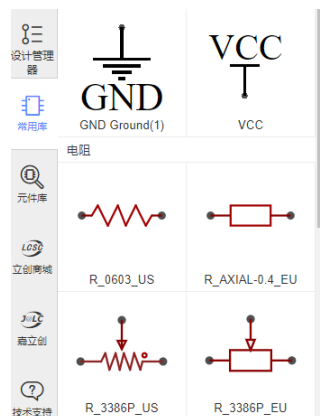 设计管理
器
常用库
元件库
LCSC
立创商城
JLC
嘉立创
技术支持
GND
GND Ground(1)
VCC
VCC
电阻
R_0603_US
R_AXIAL-0.4_EU
R_3386P_US
R_3386P_EU